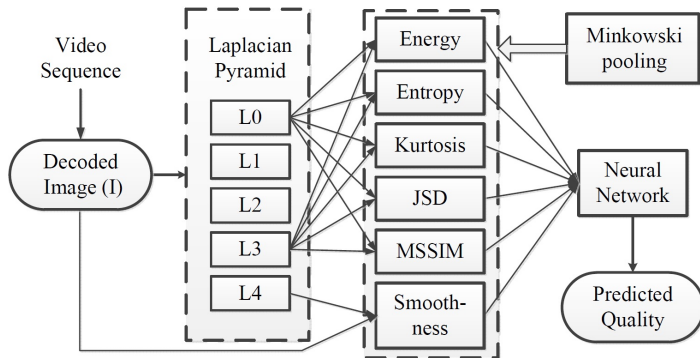 Video
Sequence
Decoded
Image (I)
Laplacian
Pyramid
L0
L1
L2
L3
L4
Energy
Entropy
Kurtosis
JSD
MSSIM
Smooth-
ness
Minkowski
pooling
Neural
Network
Predicted
Quality